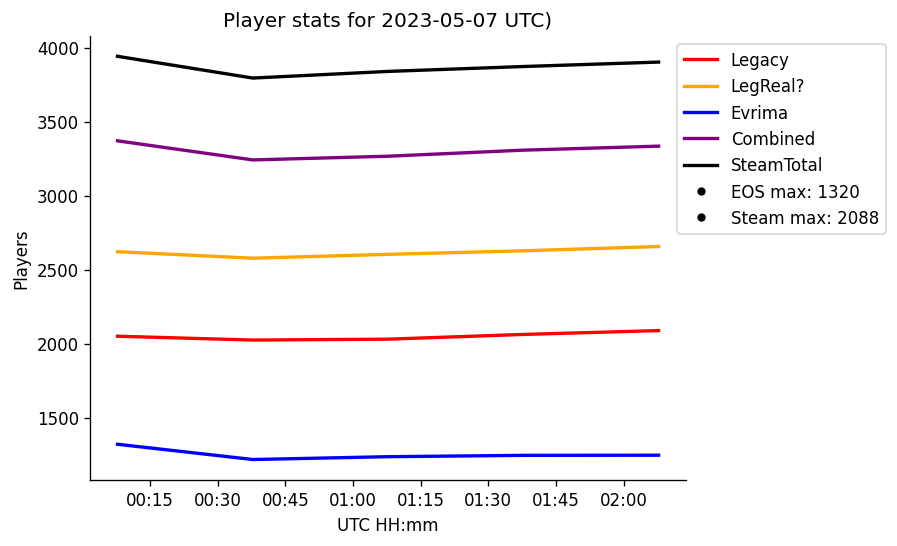 Player stats for 2023-05-07 UTC)
4000
3500
3000
2500
2000
1500
Players
00:15
00:30
00:45
01:00
01:15
01:30
01:45
02:00
UTC HH:mm
Legacy
LegReal?
Evrima
Combined
SteamTotal
EOS max: 1320
Steam max: 2088